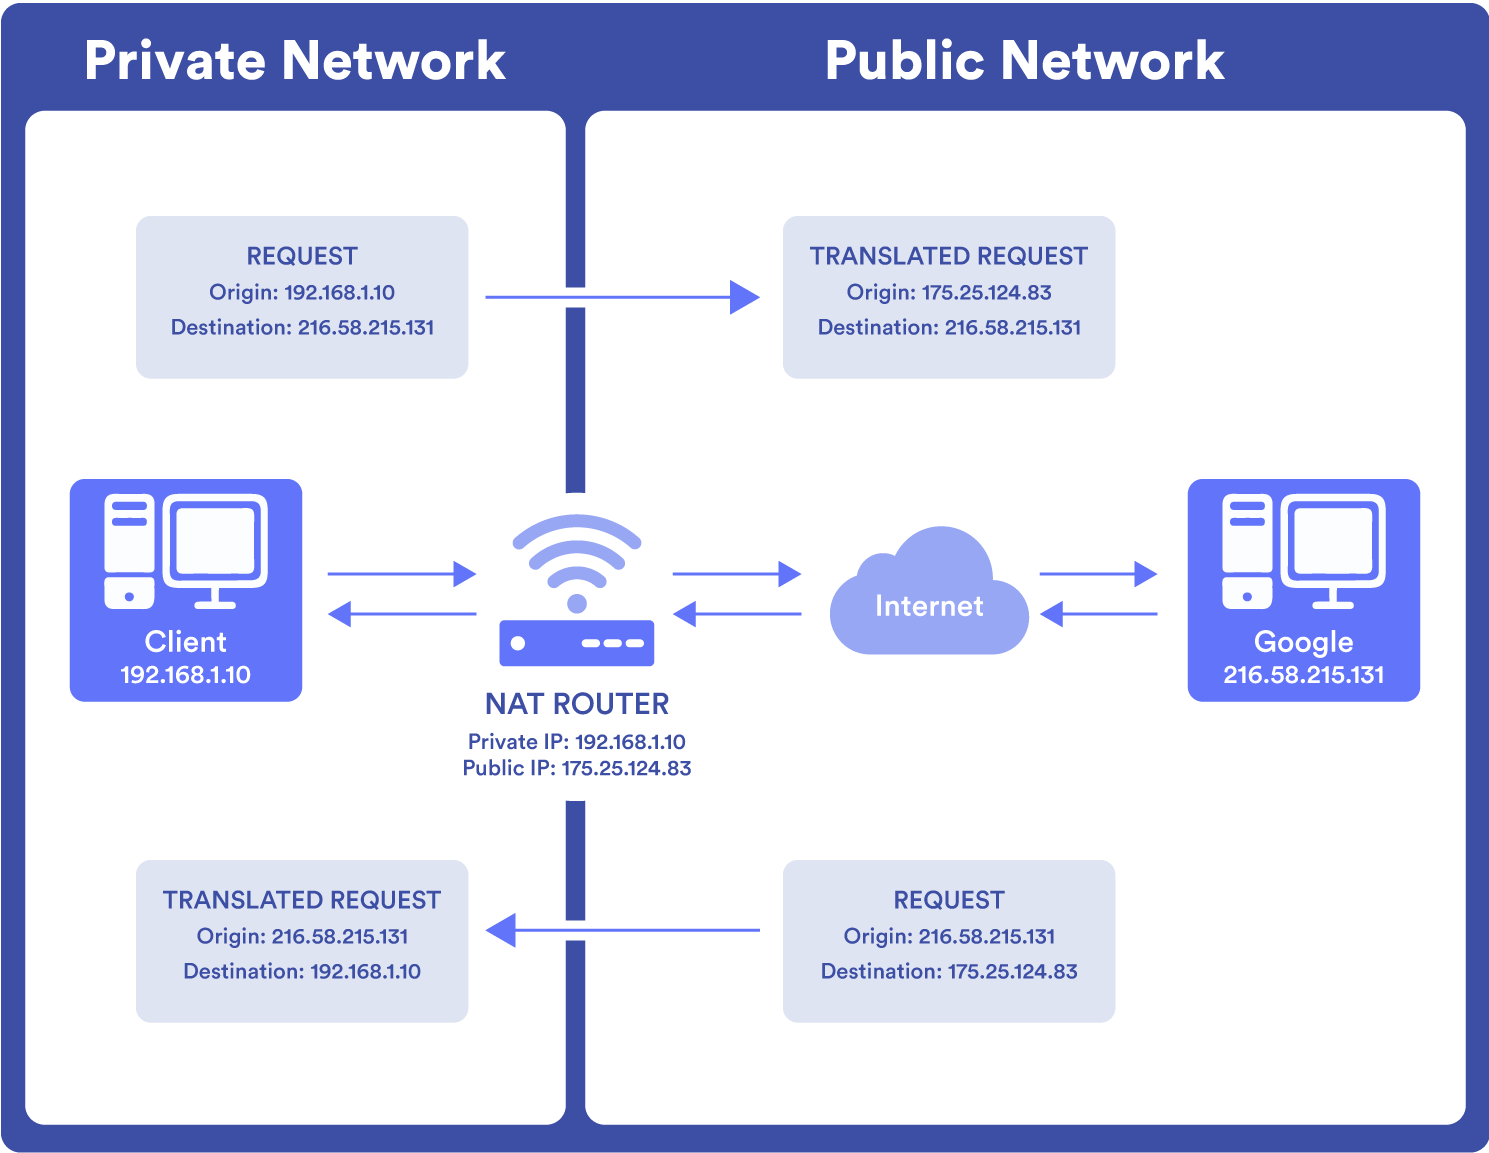 Private Network
Public Network
REQUEST
Origin: 192.168.1.10
Destination: 216.58.215.131
TRANSLATED REQUEST
Origin: 175.25.124.83
Destination: 216.58.215.131
Client
192.168.1.10
NAT ROUTER
Private IP: 192.168.1.10
Public IP: 175.25.124.83
Internet
Google
216.58.215.131
TRANSLATED REQUEST
Origin: 216.58.215.131
Destination: 192.168.1.10
REQUEST
Origin: 216.58.215.131
Destination: 175.25.124.83